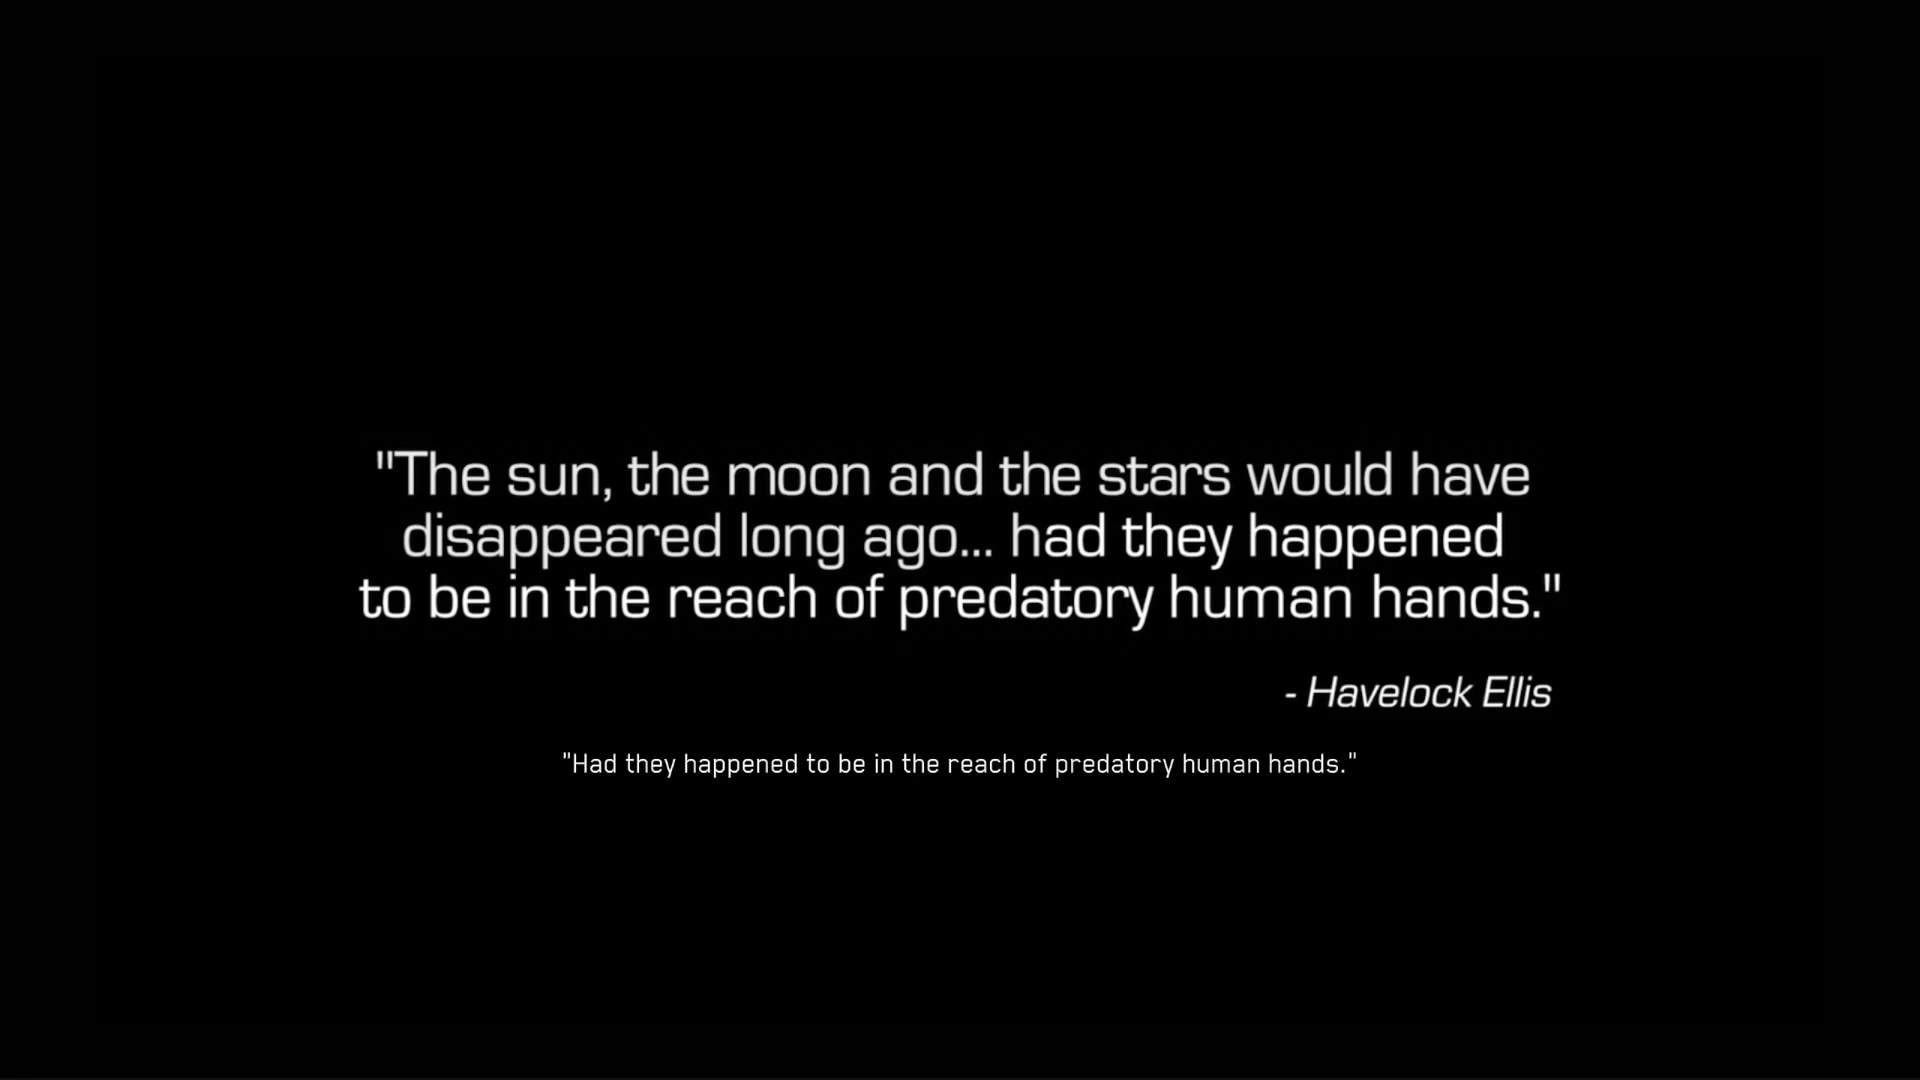 "The sun, the moon and the stars would have
disappeared long ago... had they happened
to be in the reach of predatory human hands."
- Havelock Ellis
"Had they happened to be in the reach of predatory human hands."